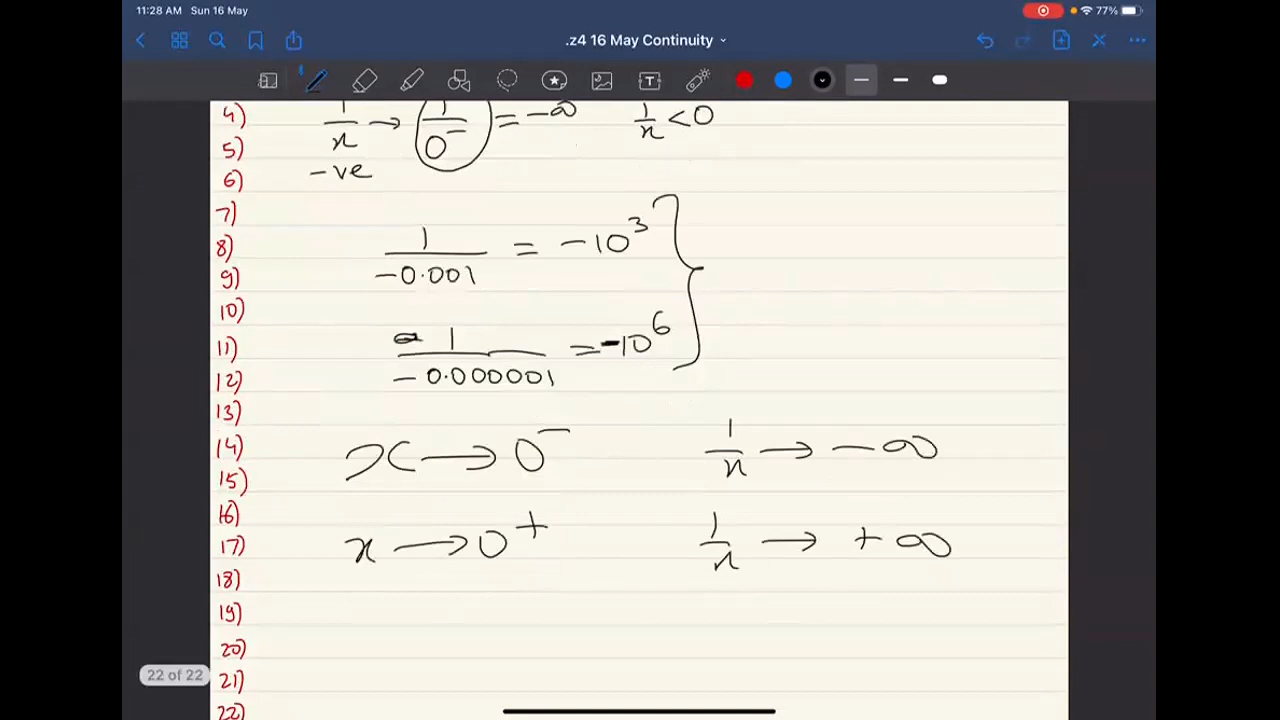 11:28 AM Sun 16 May 77%
.z4 16 May Continuity
4) 1/x → 1/0⁻ = -∞ 1/x < 0
5)
6) -ve
7)
8) 1/-0.001 = -10³
9)
10)
11) 1/-0.000001 = -10⁶
12)
13)
14) x → 0⁻ 1/x → -∞
15)
16)
17) x → 0⁺ 1/x → +∞
18)
19)
20)
21)
22)
22 of 22